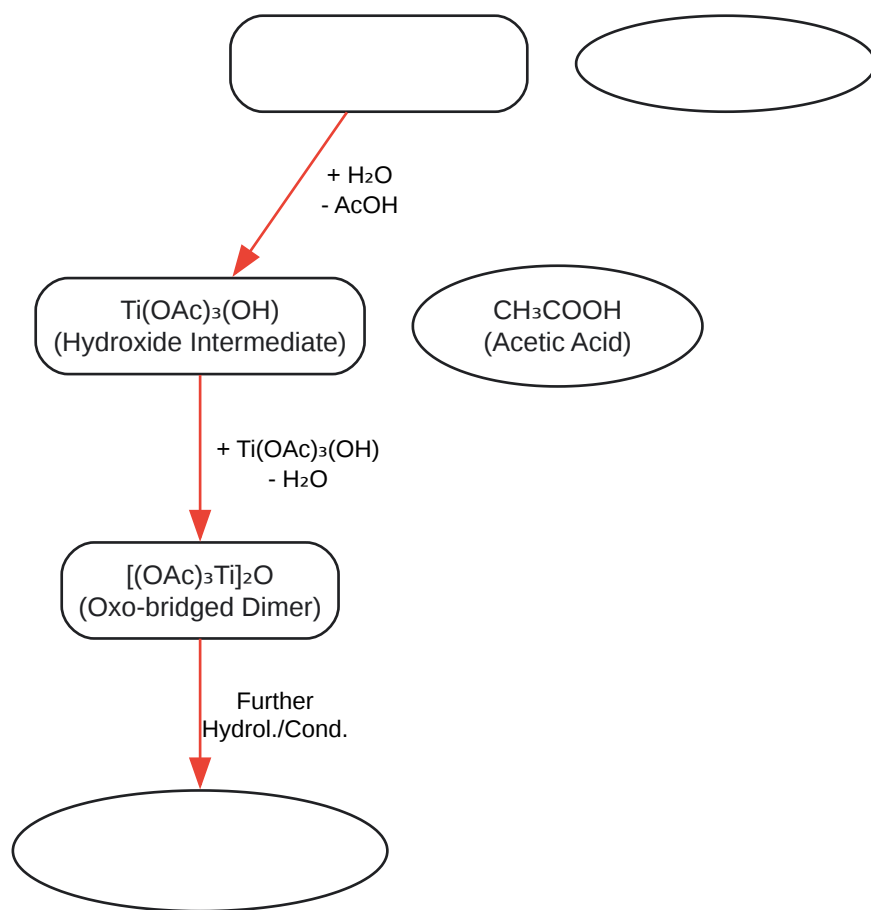 + H₂O
- AcOH
Ti(OAc)₃(OH)
(Hydroxide Intermediate)
CH₃COOH
(Acetic Acid)
+ Ti(OAc)₃(OH)
- H₂O
[(OAc)₃Ti]₂O
(Oxo-bridged Dimer)
Further
Hydrol./Cond.